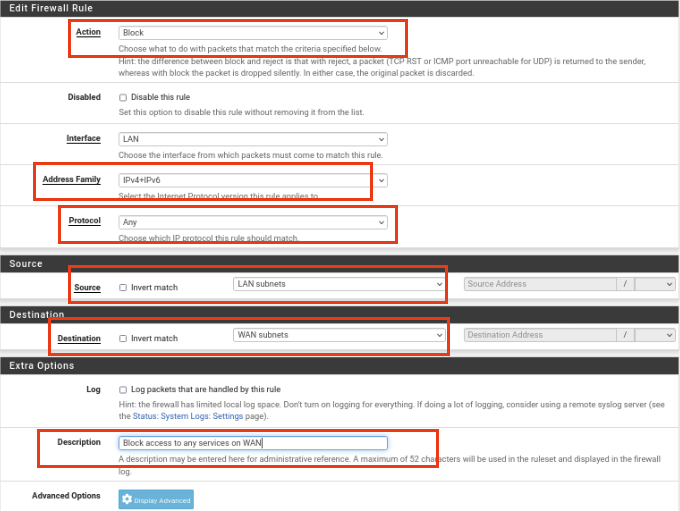 Edit Firewall Rule
Action
Block
Choose what to do with packets that match the criteria specified below.
Hint: the difference between block and reject is that with reject, a packet (TCP RST or ICMP port unreachable for UDP) is returned to the sender,
whereas with block the packet is dropped silently. In either case, the original packet is discarded.
Disabled
Disable this rule
Set this option to disable this rule without removing it from the list.
Interface
LAN
Choose the interface from which packets must come to match this rule.
Address Family
IPv4+IPv6
Select the Internet Protocol version this rule applies to.
Protocol
Any
Choose which IP protocol this rule should match.
Source
Source
Invert match
LAN subnets
Source Address
/
Destination
Destination
Invert match
WAN subnets
Destination Address
/
Extra Options
Log
Log packets that are handled by this rule
Hint: the firewall has limited local log space. Don't turn on logging for everything. If doing a lot of logging, consider using a remote syslog server (see
the Status: System Logs: Settings page).
Description
Block access to any services on WAN
A description may be entered here for administrative reference. A maximum of 52 characters will be used in the ruleset and displayed in the firewall
log.
Advanced Options
Display Advanced